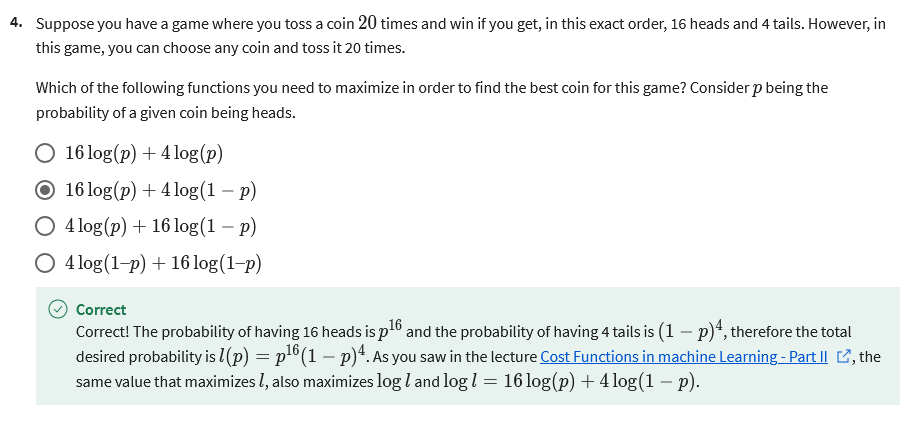 4. Suppose you have a game where you toss a coin 20 times and win if you get, in this exact order, 16 heads and 4 tails. However, in
this game, you can choose any coin and toss it 20 times.
Which of the following functions you need to maximize in order to find the best coin for this game? Consider p being the
probability of a given coin being heads.
16 log(p) + 4 log(p)
16 log(p) + 4 log(1 − p)
4 log(p) + 16 log(1 − p)
4 log(1–p) + 16 log(1–p)
Correct
Correct! The probability of having 16 heads is p^16 and the probability of having 4 tails is (1 − p)^4, therefore the total
desired probability is l(p) = p^16(1 − p)^4. As you saw in the lecture Cost Functions in machine Learning - Part II, the
same value that maximizes l, also maximizes log l and log l = 16 log(p) + 4 log(1 − p).